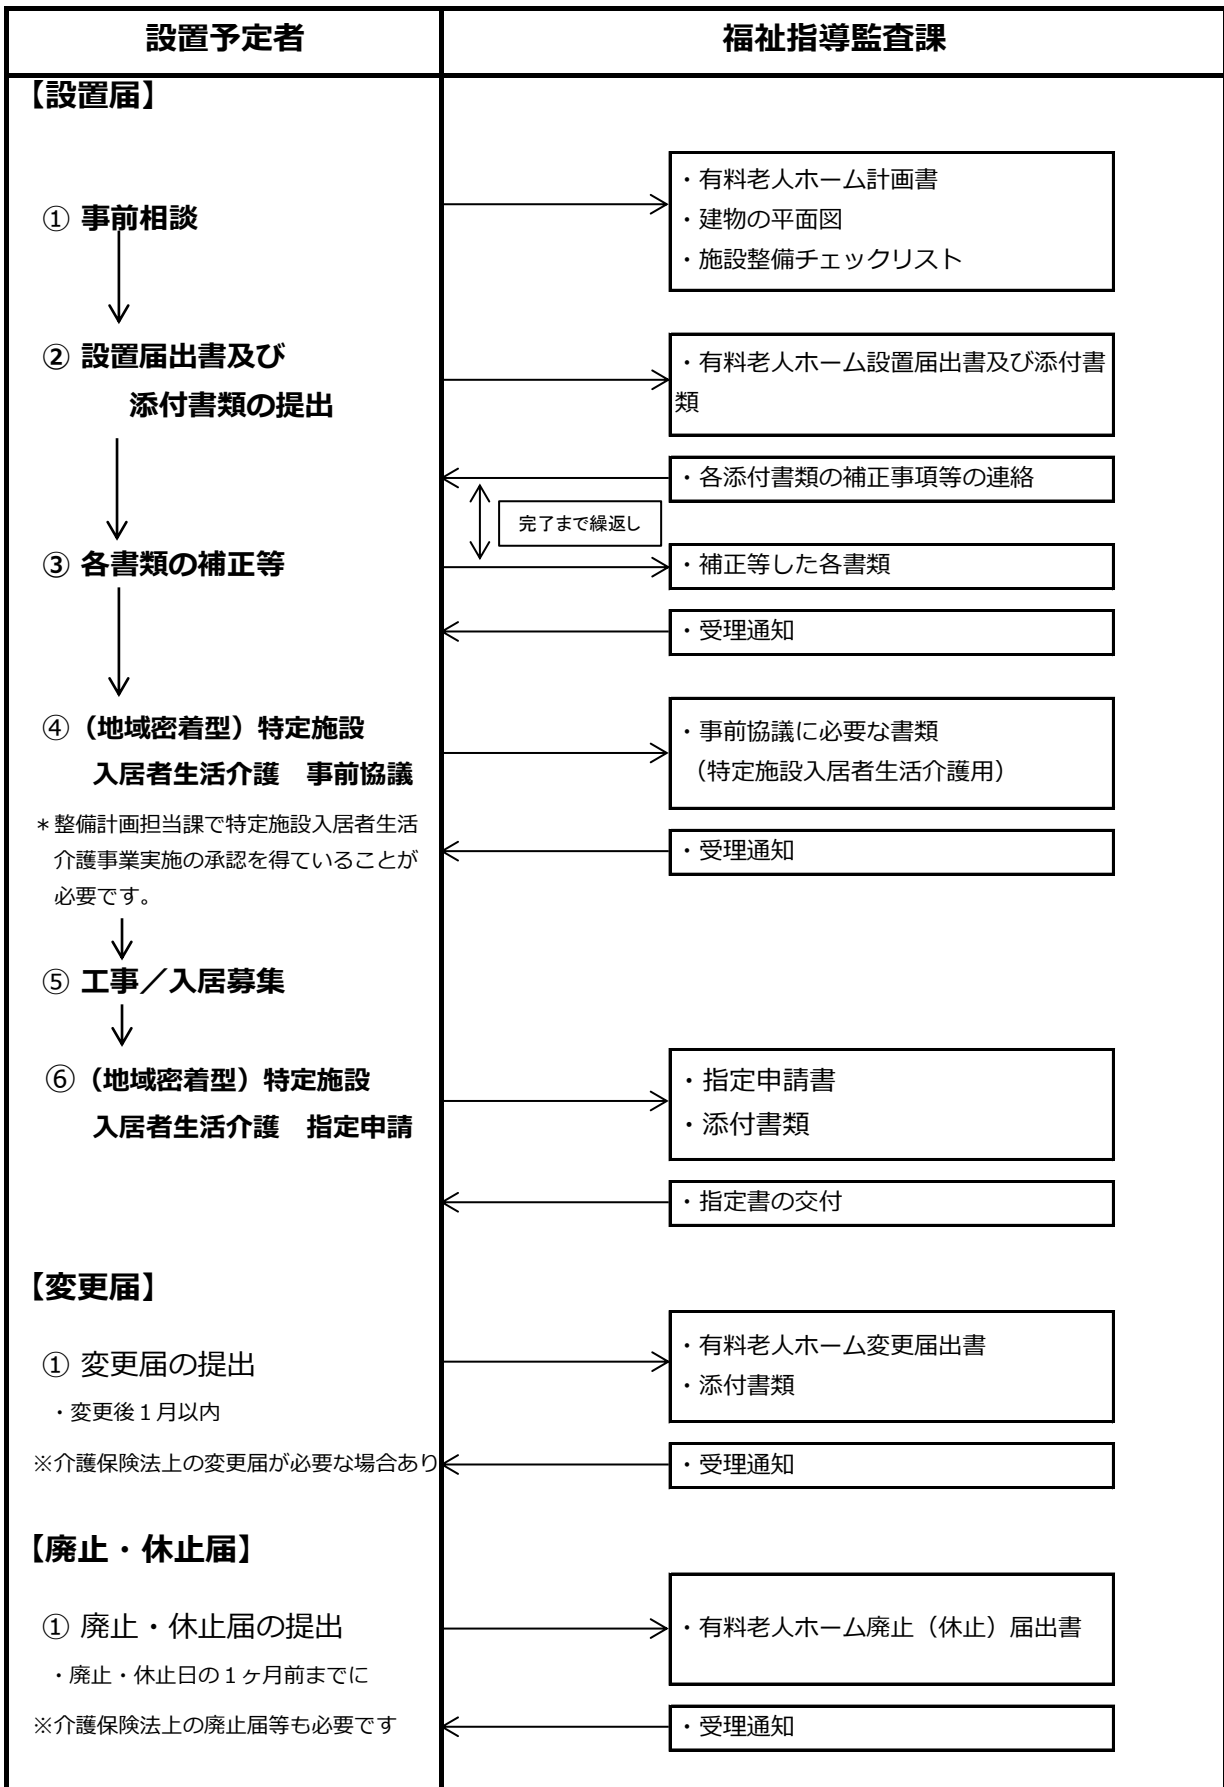 設置予定者
福祉指導監査課
【設置届】
・有料老人ホーム計画書
① 事前相談
・建物の平面図
・施設整備チェックリスト
② 設置届出書及び
添付書類の提出
・有料老人ホーム設置届出書及び添付書
類
・各添付書類の補正事項等の連絡
完了まで繰返し
③ 各書類の補正等
・補正等した各書類
・受理通知
④（地域密着型）特定施設
入居者生活介護 事前協議
・事前協議に必要な書類
（特定施設入居者生活介護用）
＊整備計画担当課で特定施設入居者生活
介護事業実施の承認を得ていることが
必要です。
・受理通知
⑤ 工事／入居募集
⑥（地域密着型）特定施設
入居者生活介護 指定申請
・指定申請書
・添付書類
・指定書の交付
【変更届】
① 変更届の提出
・有料老人ホーム変更届出書
・添付書類
・変更後１月以内
※介護保険法上の変更届が必要な場合あり
・受理通知
【廃止・休止届】
① 廃止・休止届の提出
・有料老人ホーム廃止（休止）届出書
・廃止・休止日の１ヶ月前までに
※介護保険法上の廃止届等も必要です
・受理通知